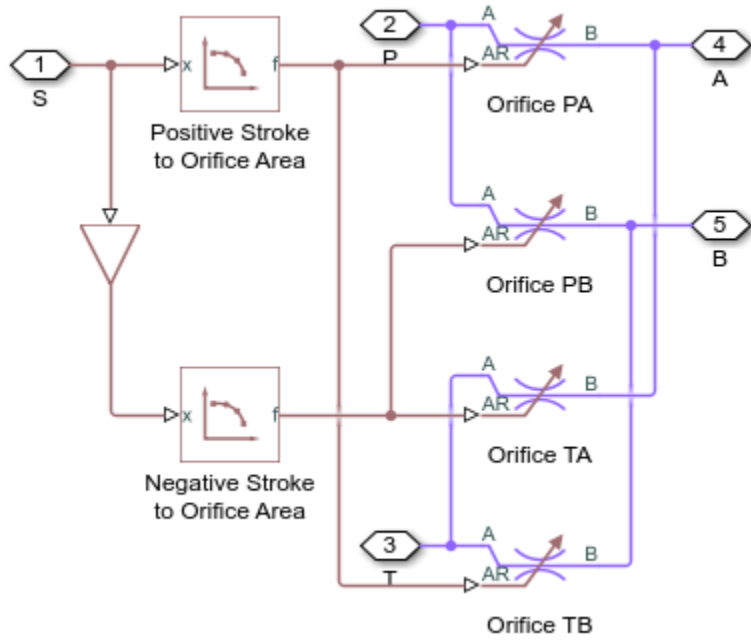 2
P
A
B
AR
Orifice PA
4
A
1
S
x
f
Positive Stroke
to Orifice Area
A
B
AR
Orifice PB
5
B
x
f
Negative Stroke
to Orifice Area
A
B
AR
Orifice TA
3
T
A
B
AR
Orifice TB